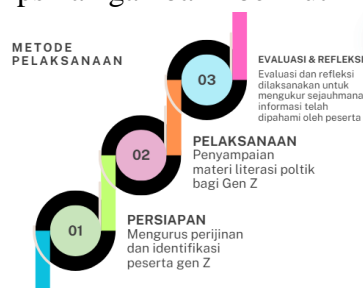 METODE
PELAKSANAAN
03
EVALUASI & REFLEKSI
Evaluasi dan refleksi
dilaksanakan untuk
mengukur sejauhmana
informasi telah
dipahami oleh peserta
02
PELAKSANAAN
Penyampaian
materi literasi poltik
bagi Gen Z
01
PERSIAPAN
Mengurus perijinan
dan identifikasi
peserta gen Z